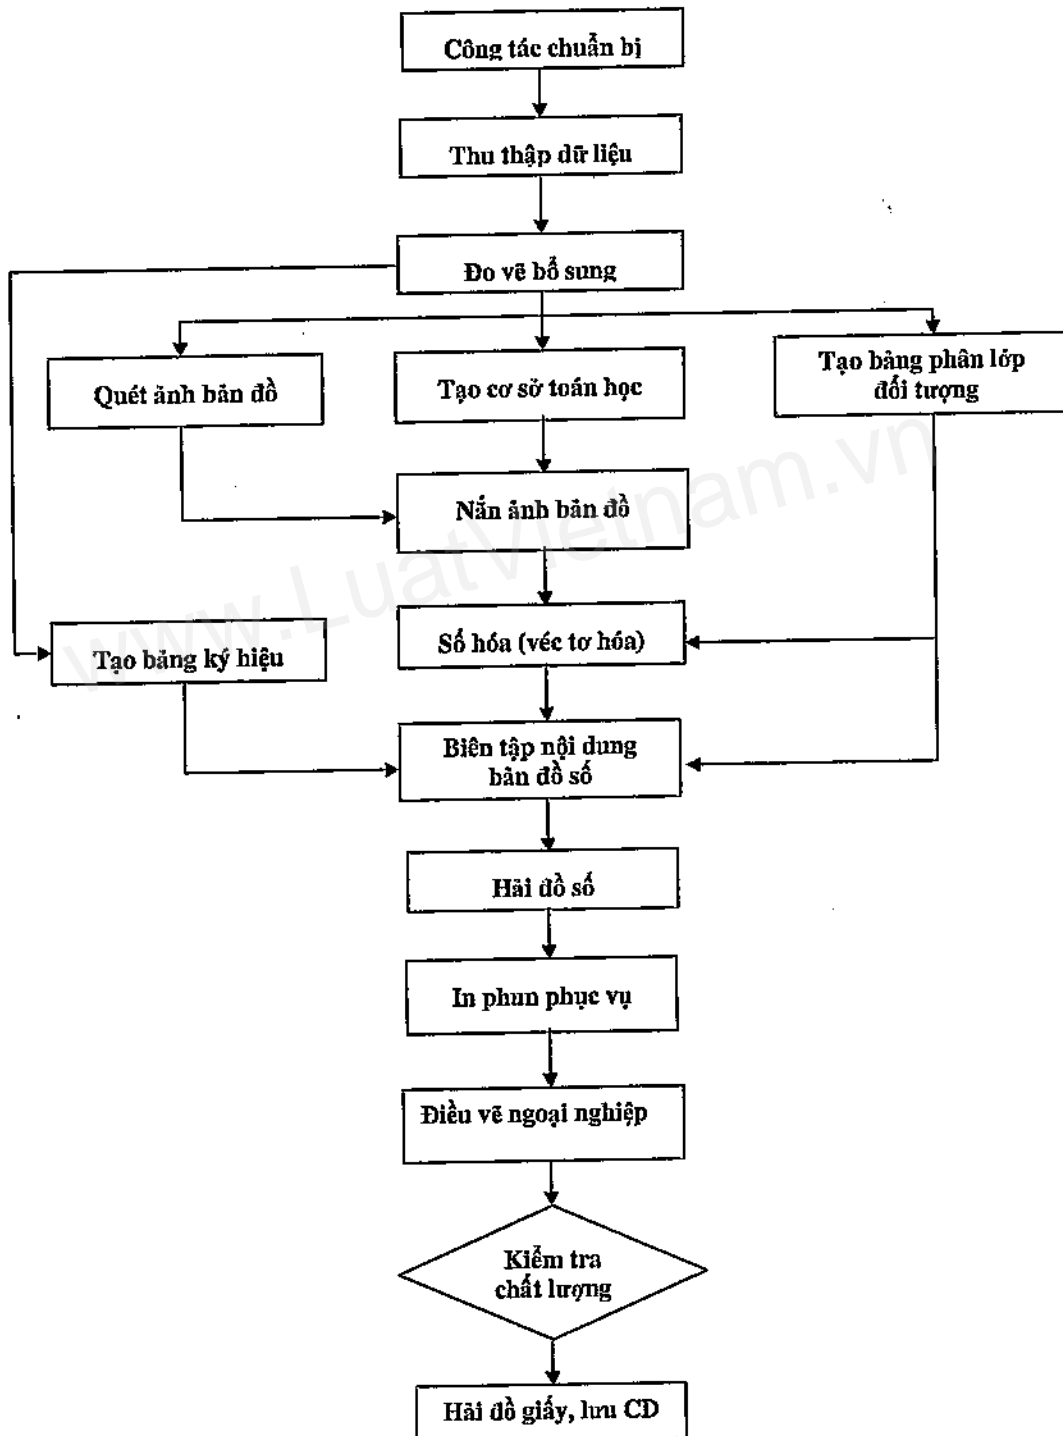 Công tác chuẩn bị
Thu thập dữ liệu
Đo vẽ bổ sung
Quét ảnh bản đồ
Tạo cơ sở toán học
Tạo bảng phân lớp
đối tượng
Nắn ảnh bản đồ
Số hóa (véc tơ hóa)
Tạo bảng ký hiệu
Biên tập nội dung
bản đồ số
Hải đồ số
In phun phục vụ
Điều vẽ ngoại nghiệp
Kiểm tra
chất lượng
Hải đồ giấy, lưu CD
www.LuatVietnam.vn